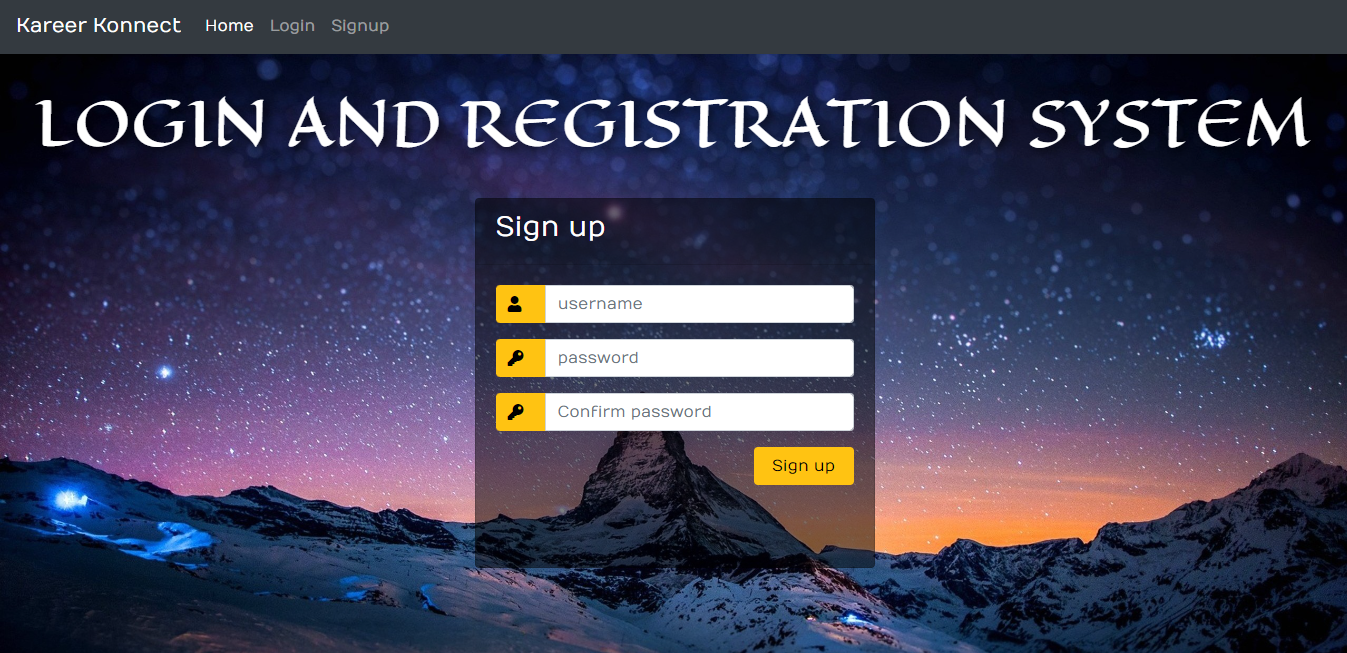 Kareer Konnect Home Login Signup
LOGIN AND REGISTRATION SYSTEM
Sign up
username
password
Confirm password
Sign up